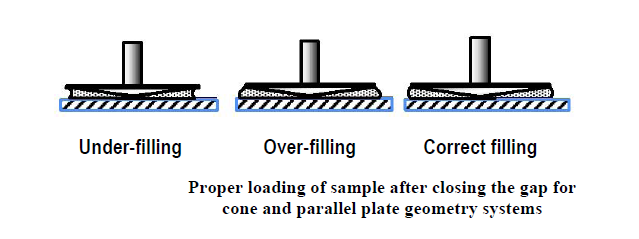 Under-filling
Over-filling
Correct filling
Proper loading of sample after closing the gap for
cone and parallel plate geometry systems